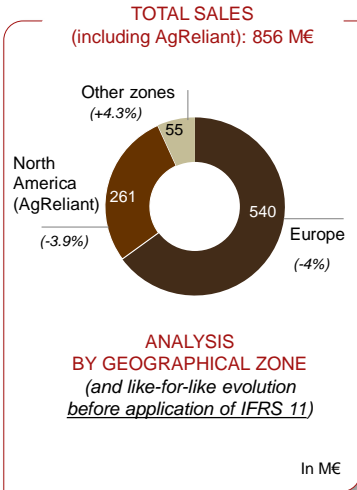 TOTAL SALES
(including AgReliant): 856 M€
Other zones
(+4.3%)
55
North
America
(AgReliant)
261
(-3.9%)
540
Europe
(-4%)
ANALYSIS
BY GEOGRAPHICAL ZONE
(and like-for-like evolution
before application of IFRS 11)
In M€